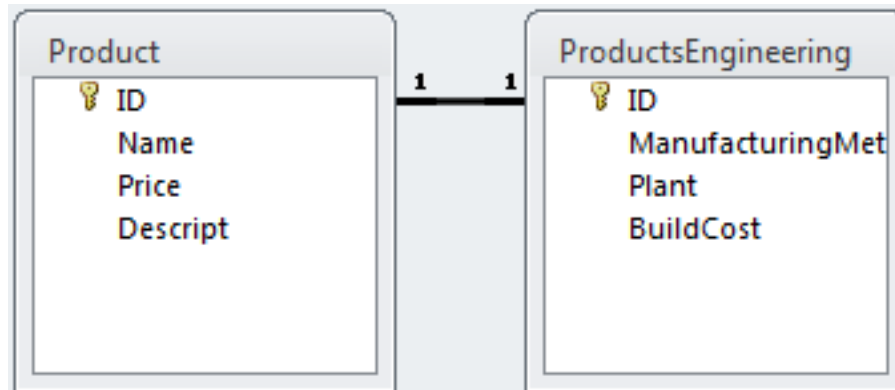 Product
ID
Name
Price
Descript
1 1
ProductsEngineering
ID
ManufacturingMet
Plant
BuildCost